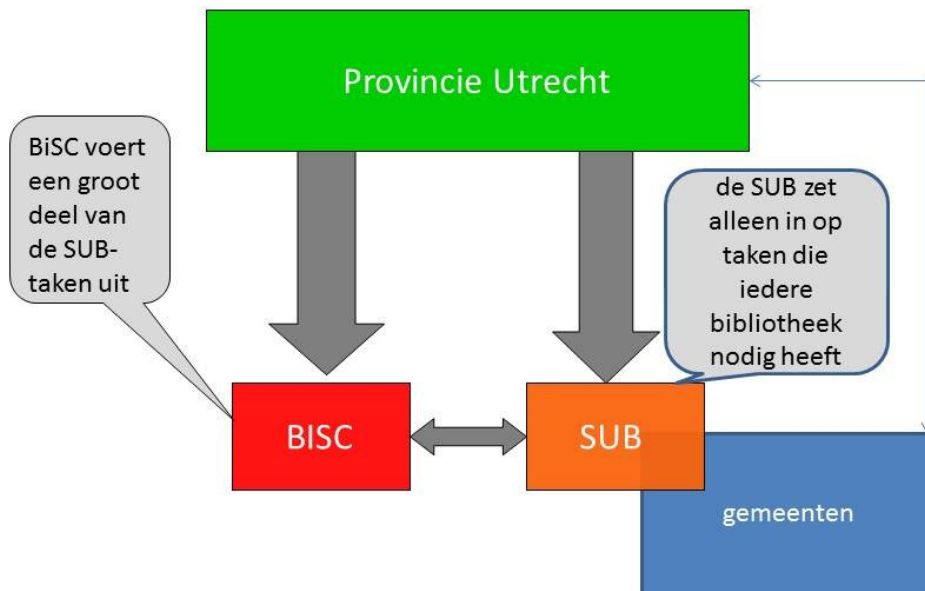 Provincie Utrecht
BiSC voert
een groot
deel van
de SUB-
taken uit
de SUB zet
alleen in op
taken die
iedere
bibliotheek
nodig heeft
BISC
SUB
gemeenten